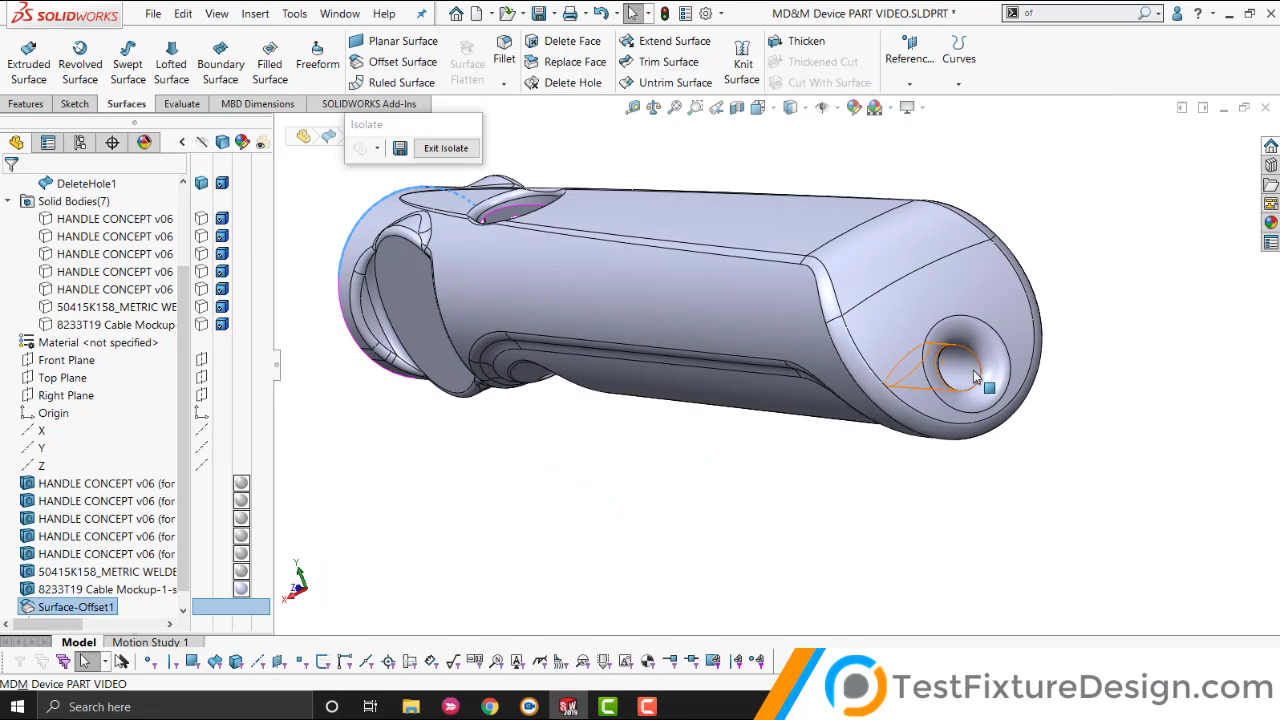 SOLIDWORKS
File Edit View Insert Tools Window Help
MD&M Device PART VIDEO.SLDPRT *
of
Extruded Surface
Revolved Surface
Swept Surface
Lofted Surface
Boundary Surface
Filled Surface
Freeform
Planar Surface
Offset Surface
Ruled Surface
Surface Flatten
Fillet
Delete Face
Replace Face
Delete Hole
Extend Surface
Trim Surface
Untrim Surface
Knit Surface
Thicken
Thickened Cut
Cut With Surface
Referenc...
Curves
Features Sketch Surfaces Evaluate MBD Dimensions SOLIDWORKS Add-Ins
Isolate
Exit Isolate
DeleteHole1
Solid Bodies(7)
HANDLE CONCEPT v06
HANDLE CONCEPT v06
HANDLE CONCEPT v06
HANDLE CONCEPT v06
HANDLE CONCEPT v06
50415K158_METRIC WE
8233T19 Cable Mockup-
Material <not specified>
Front Plane
Top Plane
Right Plane
Origin
X
Y
Z
HANDLE CONCEPT v06 (for
HANDLE CONCEPT v06 (for
HANDLE CONCEPT v06 (for
HANDLE CONCEPT v06 (for
HANDLE CONCEPT v06 (for
50415K158_METRIC WELDE
8233T19 Cable Mockup-1-s
Surface-Offset1
Y
Z
X
Model Motion Study 1
MDM Device PART VIDEO
TestFixtureDesign.com
Search here
SW
2019